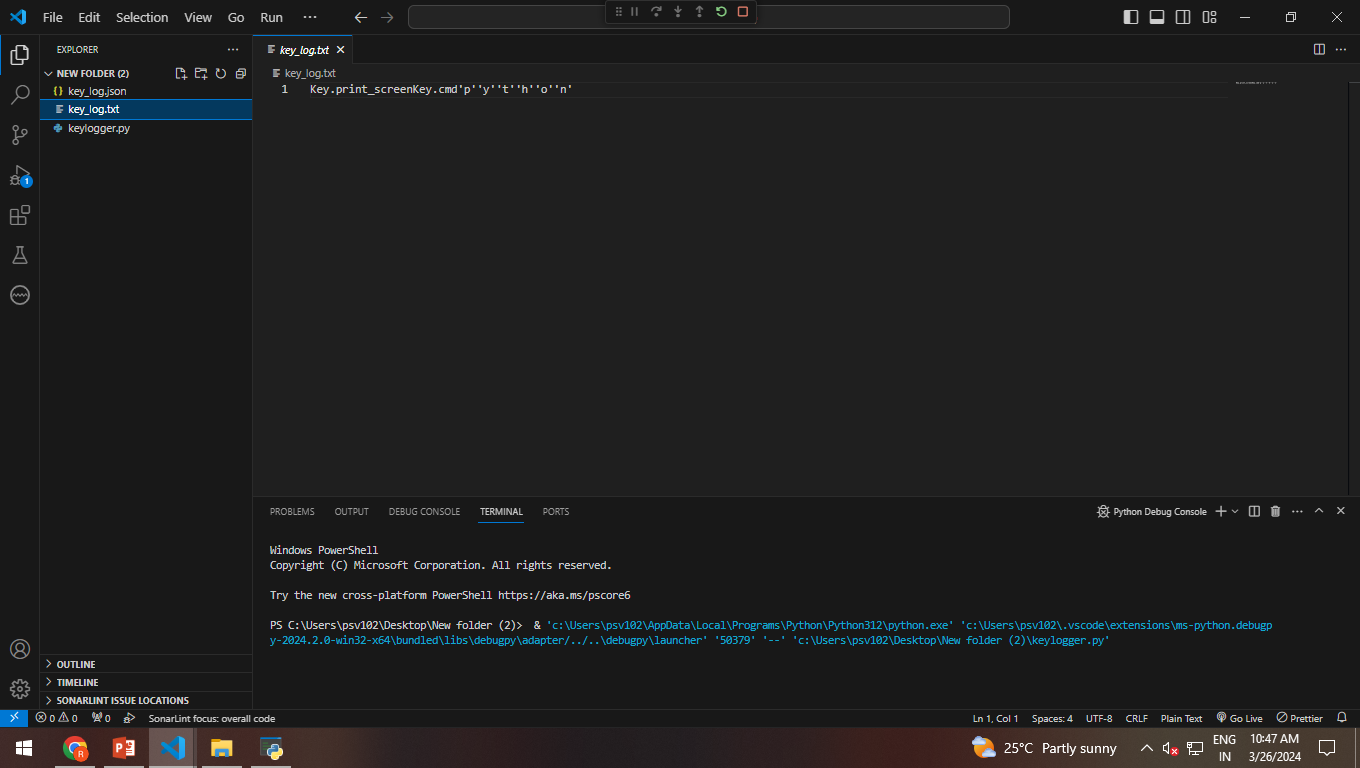 File Edit Selection View Go Run ···
EXPLORER ···
NEW FOLDER (2)
{} key_log.json
key_log.txt
keylogger.py
key_log.txt
key_log.txt
1 Key.print_screenKey.cmd'p''y''t''h''o''n'
1
PROBLEMS OUTPUT DEBUG CONSOLE TERMINAL PORTS
Python Debug Console
Windows PowerShell
Copyright (C) Microsoft Corporation. All rights reserved.
Try the new cross-platform PowerShell https://aka.ms/pscore6
PS C:\Users\psv102\Desktop\New folder (2)>  & 'c:\Users\psv102\AppData\Local\Programs\Python\Python312\python.exe' 'c:\Users\psv102\.vscode\extensions\ms-python.debugp
y-2024.2.0-win32-x64\bundled\libs\debugpy\adapter/../..\debugpy\launcher' '50379' '--' 'c:\Users\psv102\Desktop\New folder (2)\keylogger.py'
OUTLINE
TIMELINE
SONARLINT ISSUE LOCATIONS
0 0 0 SonarLint focus: overall code
Ln 1, Col 1 Spaces: 4 UTF-8 CRLF Plain Text Go Live Prettier
25°C Partly sunny
ENG
IN
10:47 AM
3/26/2024